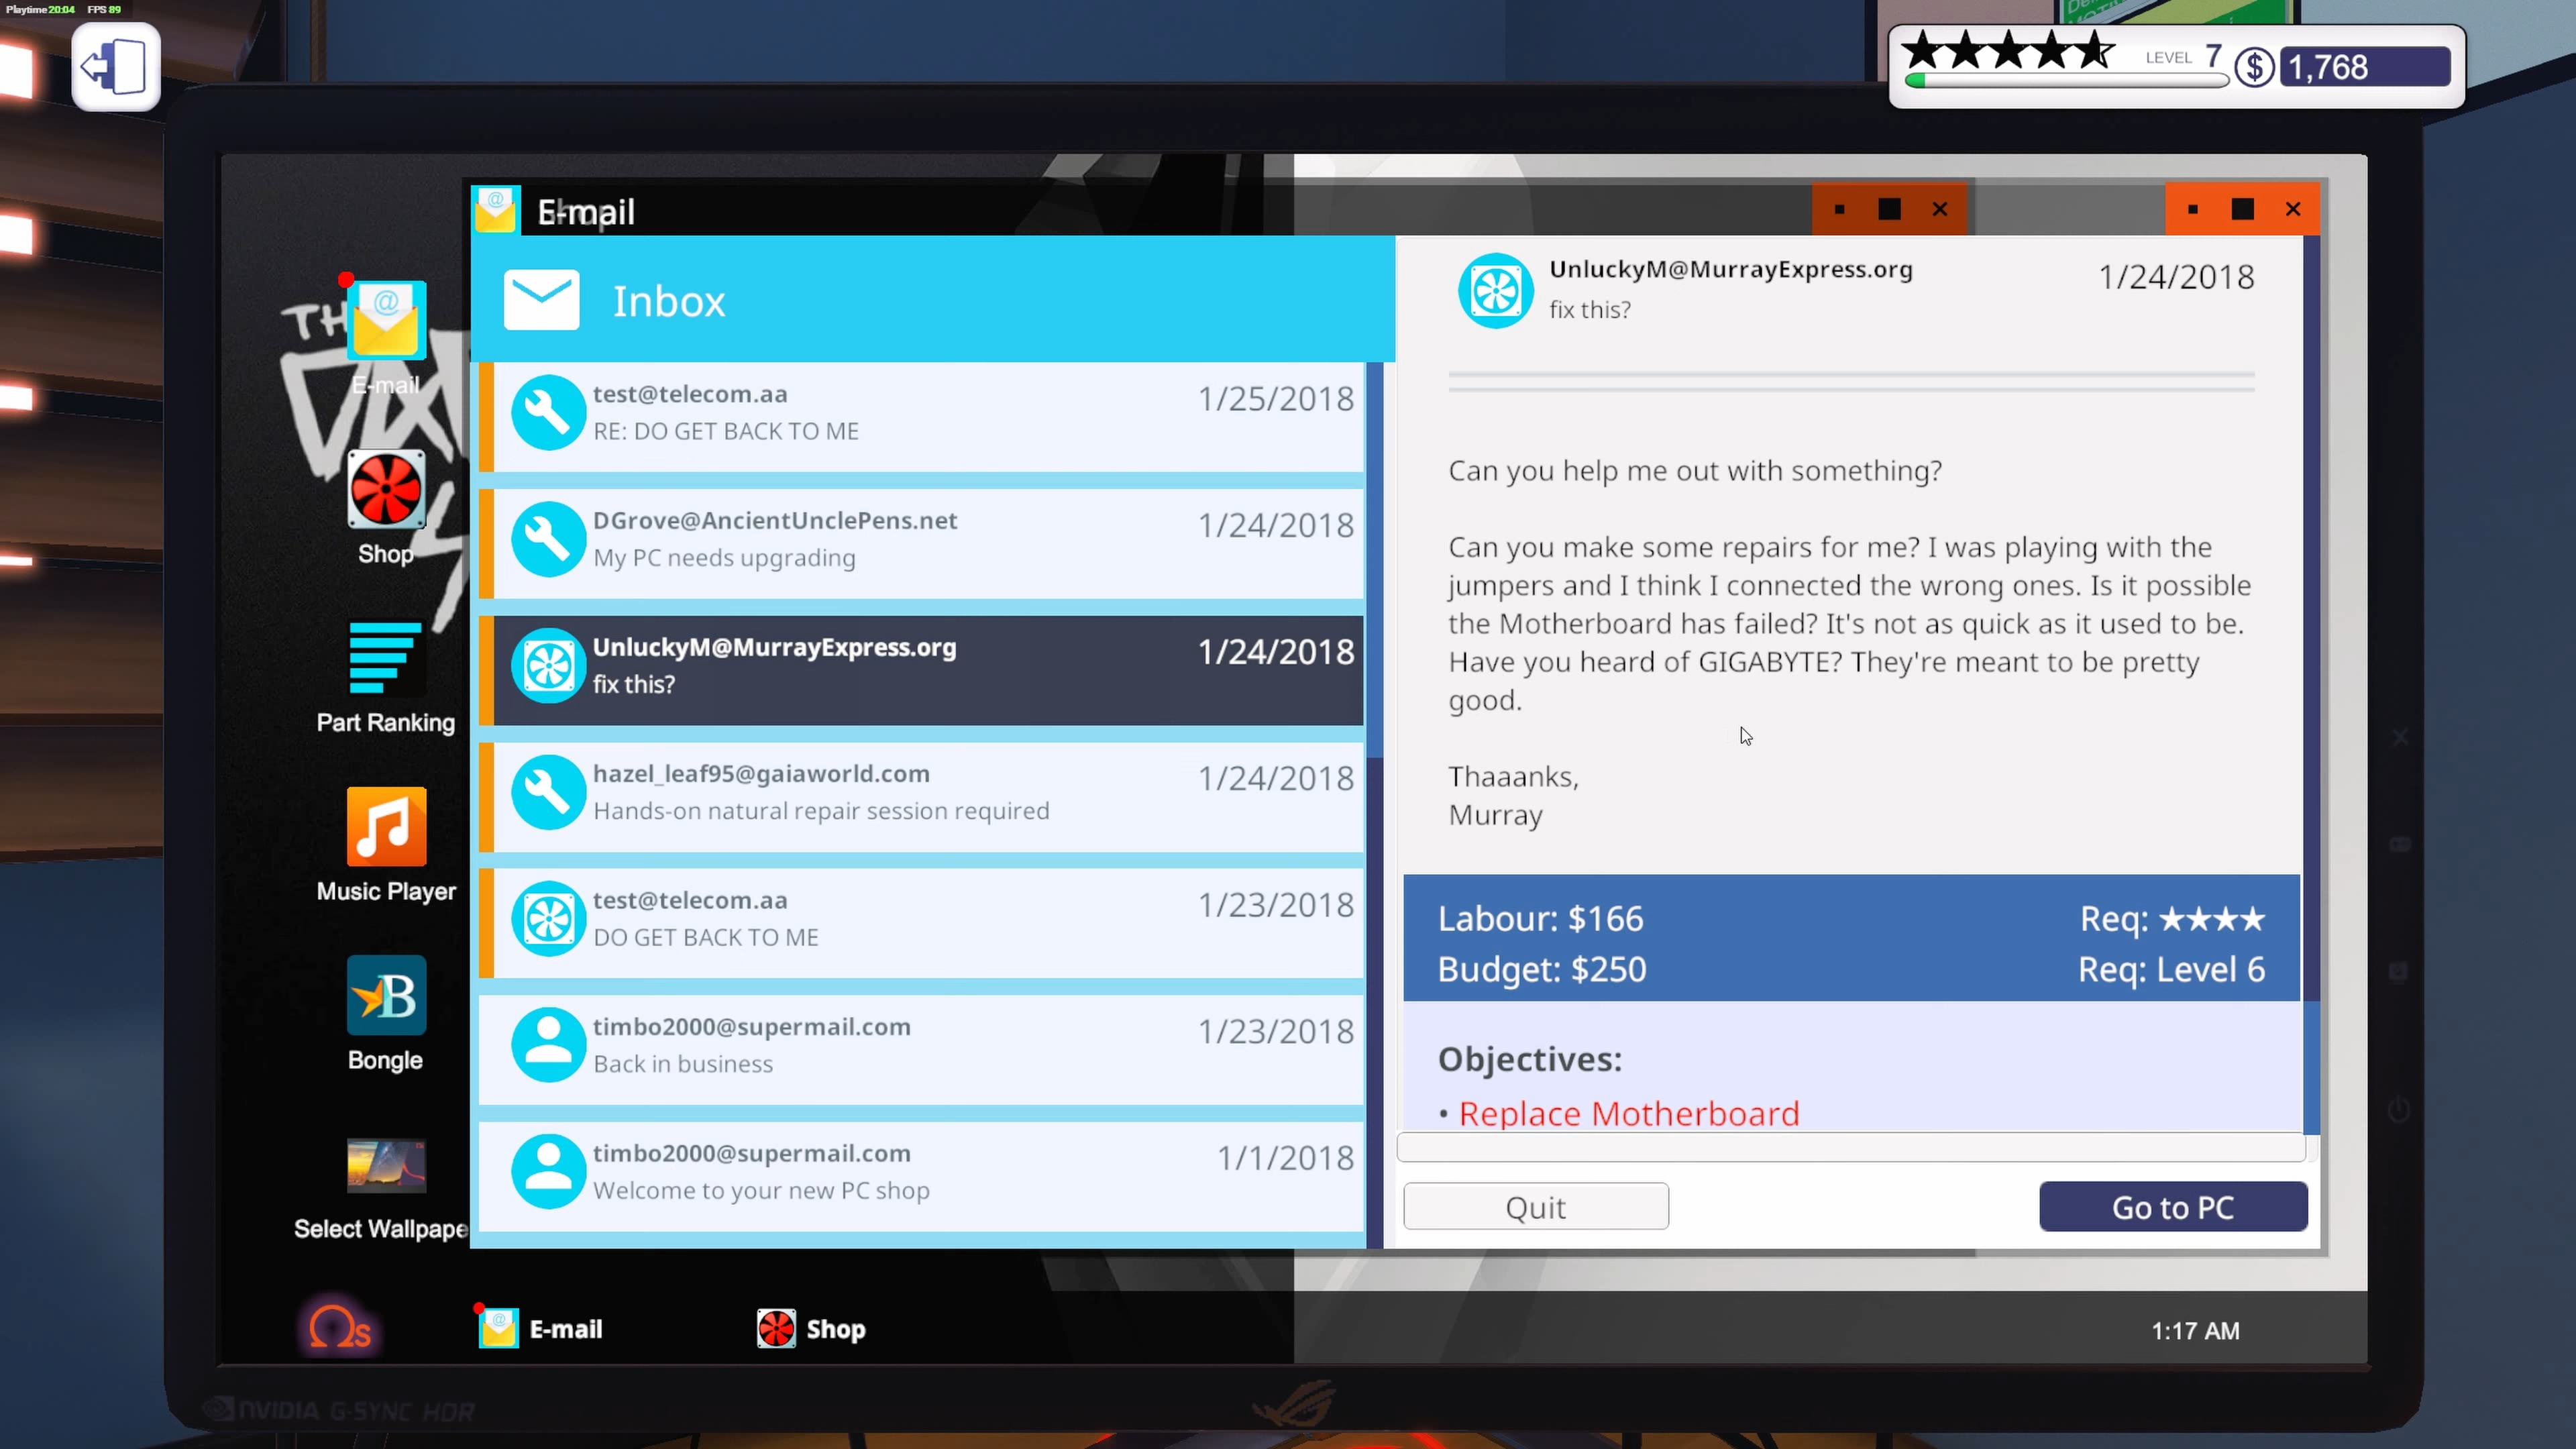 Playtime 20:04 FPS 89
LEVEL 7
$ 1,768
E-mail
Inbox
test@telecom.aa
1/25/2018
RE: DO GET BACK TO ME
DGrove@AncientUnclePens.net
1/24/2018
My PC needs upgrading
UnluckyM@MurrayExpress.org
1/24/2018
fix this?
hazel_leaf95@gaiaworld.com
1/24/2018
Hands-on natural repair session required
test@telecom.aa
1/23/2018
DO GET BACK TO ME
timbo2000@supermail.com
1/23/2018
Back in business
timbo2000@supermail.com
1/1/2018
Welcome to your new PC shop
UnluckyM@MurrayExpress.org
1/24/2018
fix this?
Can you help me out with something?
Can you make some repairs for me? I was playing with the
jumpers and I think I connected the wrong ones. Is it possible
the Motherboard has failed? It's not as quick as it used to be.
Have you heard of GIGABYTE? They're meant to be pretty
good.
Thaaanks,
Murray
Labour: $166
Req: ★★★★
Budget: $250
Req: Level 6
Objectives:
• Replace Motherboard
Quit
Go to PC
E-mail
Shop
Part Ranking
Music Player
B
Bongle
Select Wallpape
Ωs
E-mail
Shop
1:17 AM
NVIDIA G-SYNC HDR